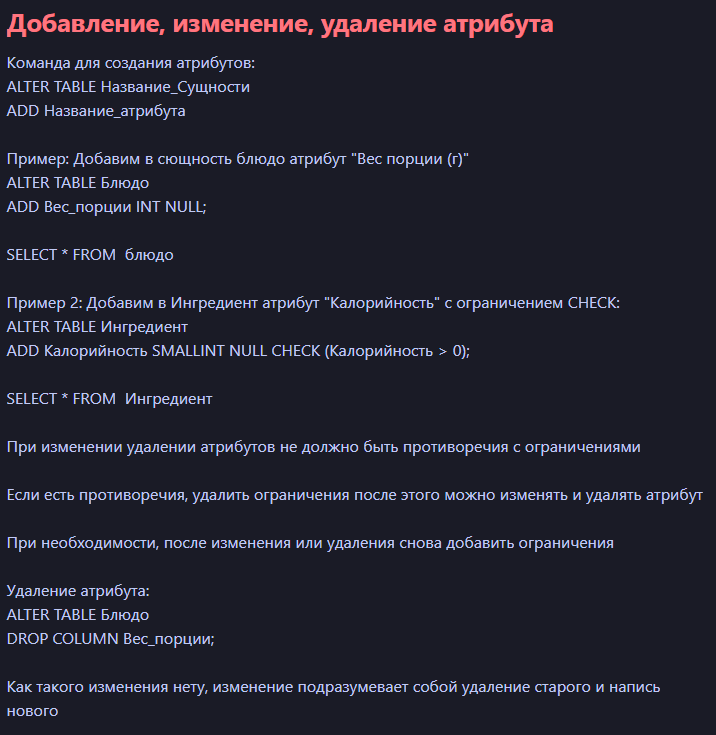 Добавление, изменение, удаление атрибута
Команда для создания атрибутов:
ALTER TABLE Название_Сущности
ADD Название_атрибута
Пример: Добавим в сющность блюдо атрибут "Вес порции (г)"
ALTER TABLE Блюдо
ADD Вес_порции INT NULL;
SELECT * FROM  блюдо
Пример 2: Добавим в Ингредиент атрибут "Калорийность" с ограничением CHECK:
ALTER TABLE Ингредиент
ADD Калорийность SMALLINT NULL CHECK (Калорийность > 0);
SELECT * FROM  Ингредиент
При изменении удалении атрибутов не должно быть противоречия с ограничениями
Если есть противоречия, удалить ограничения после этого можно изменять и удалять атрибут
При необходимости, после изменения или удаления снова добавить ограничения
Удаление атрибута:
ALTER TABLE Блюдо
DROP COLUMN Вес_порции;
Как такого изменения нету, изменение подразумевает собой удаление старого и напись
нового